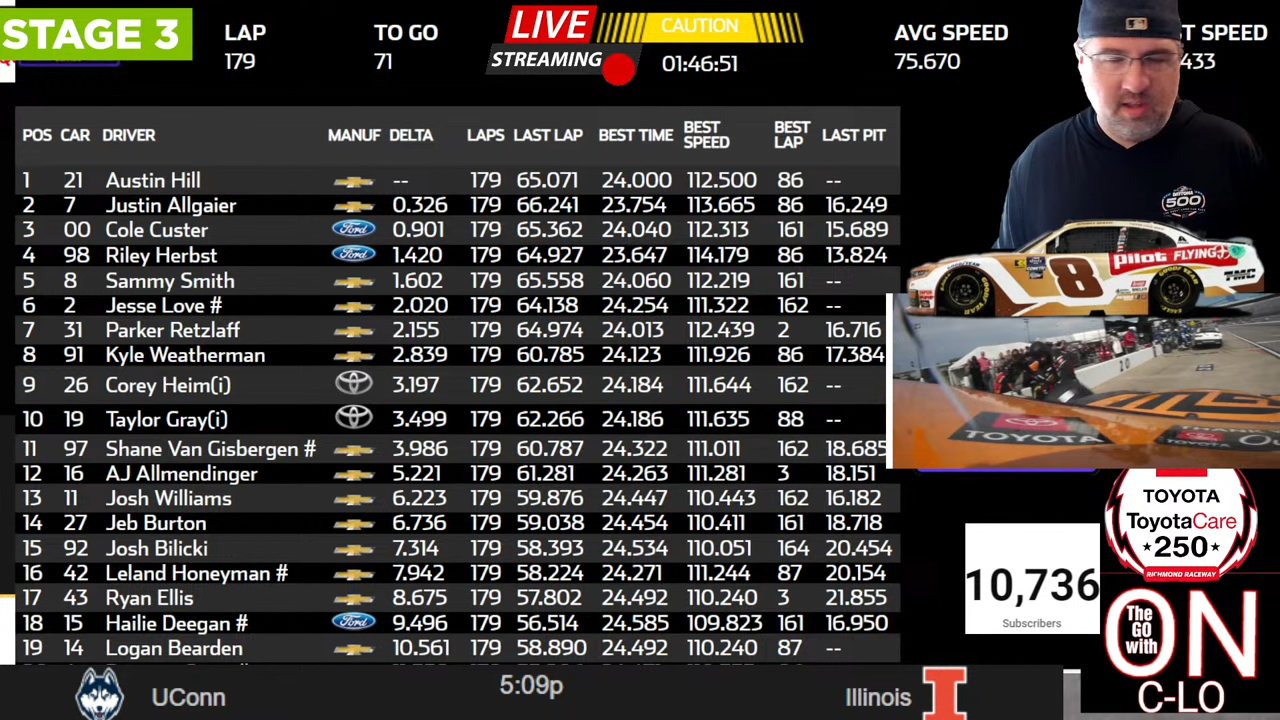 STAGE 3
LAP
179
TO GO
71
LIVE
STREAMING
CAUTION
01:46:51
AVG SPEED
75.670
T SPEED
433
POS CAR DRIVER MANUF DELTA LAPS LAST LAP BEST TIME BEST SPEED BEST LAP LAST PIT
1 21 Austin Hill -- 179 65.071 24.000 112.500 86 --
2 7 Justin Allgaier 0.326 179 66.241 23.754 113.665 86 16.249
3 00 Cole Custer Ford 0.901 179 65.362 24.040 112.313 161 15.689
4 98 Riley Herbst Ford 1.420 179 64.927 23.647 114.179 86 13.824
5 8 Sammy Smith 1.602 179 65.558 24.060 112.219 161 --
6 2 Jesse Love # 2.020 179 64.138 24.254 111.322 162 --
7 31 Parker Retzlaff 2.155 179 64.974 24.013 112.439 2 16.716
8 91 Kyle Weatherman 2.839 179 60.785 24.123 111.926 86 17.384
9 26 Corey Heim(i) 3.197 179 62.652 24.184 111.644 162 --
10 19 Taylor Gray(i) 3.499 179 62.266 24.186 111.635 88 --
11 97 Shane Van Gisbergen # 3.986 179 60.787 24.322 111.011 162 18.685
12 16 AJ Allmendinger 5.221 179 61.281 24.263 111.281 3 18.151
13 11 Josh Williams 6.223 179 59.876 24.447 110.443 162 16.182
14 27 Jeb Burton 6.736 179 59.038 24.454 110.411 161 18.718
15 92 Josh Bilicki 7.314 179 58.393 24.534 110.051 164 20.454
16 42 Leland Honeyman # 7.942 179 58.224 24.271 111.244 87 20.154
17 43 Ryan Ellis 8.675 179 57.802 24.492 110.240 3 21.855
18 15 Hailie Deegan # Ford 9.496 179 56.514 24.585 109.823 161 16.950
19 14 Logan Bearden 10.561 179 58.890 24.492 110.240 87 --
DAYTONA
500
8
Pilot FLYING J
TMC
GOODYEAR
TOYOTA
10,736
Subscribers
TOYOTA
ToyotaCare
250
RICHMOND RACEWAY
The GO with
ON
C-LO
UConn
5:09p
Illinois
I